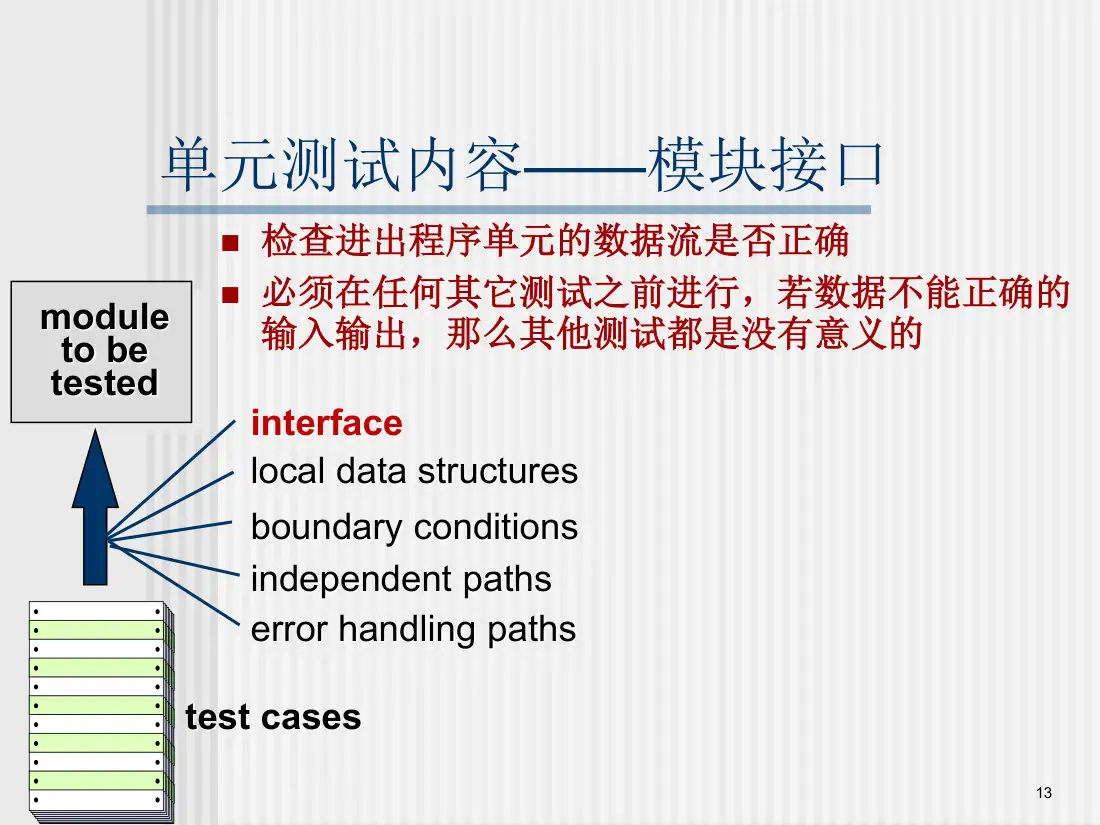 单元测试内容——模块接口
检查进出程序单元的数据流是否正确
必须在任何其它测试之前进行，若数据不能正确的
输入输出，那么其他测试都是没有意义的
module
to be
tested
interface
local data structures
boundary conditions
independent paths
error handling paths
test cases
13